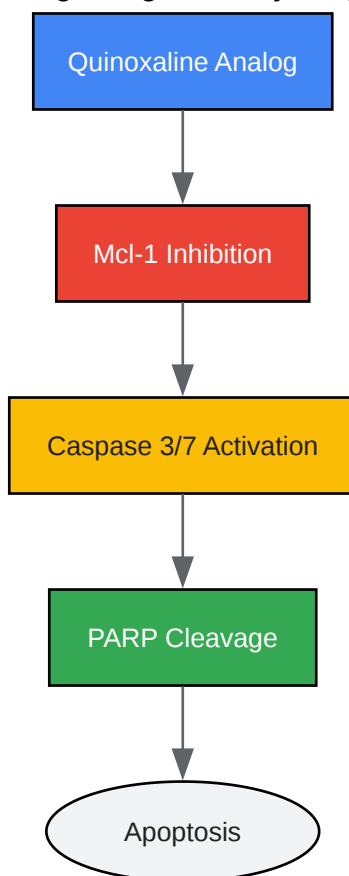 Quinoxaline Analog
Mcl-1 Inhibition
Caspase 3/7 Activation
PARP Cleavage
Apoptosis